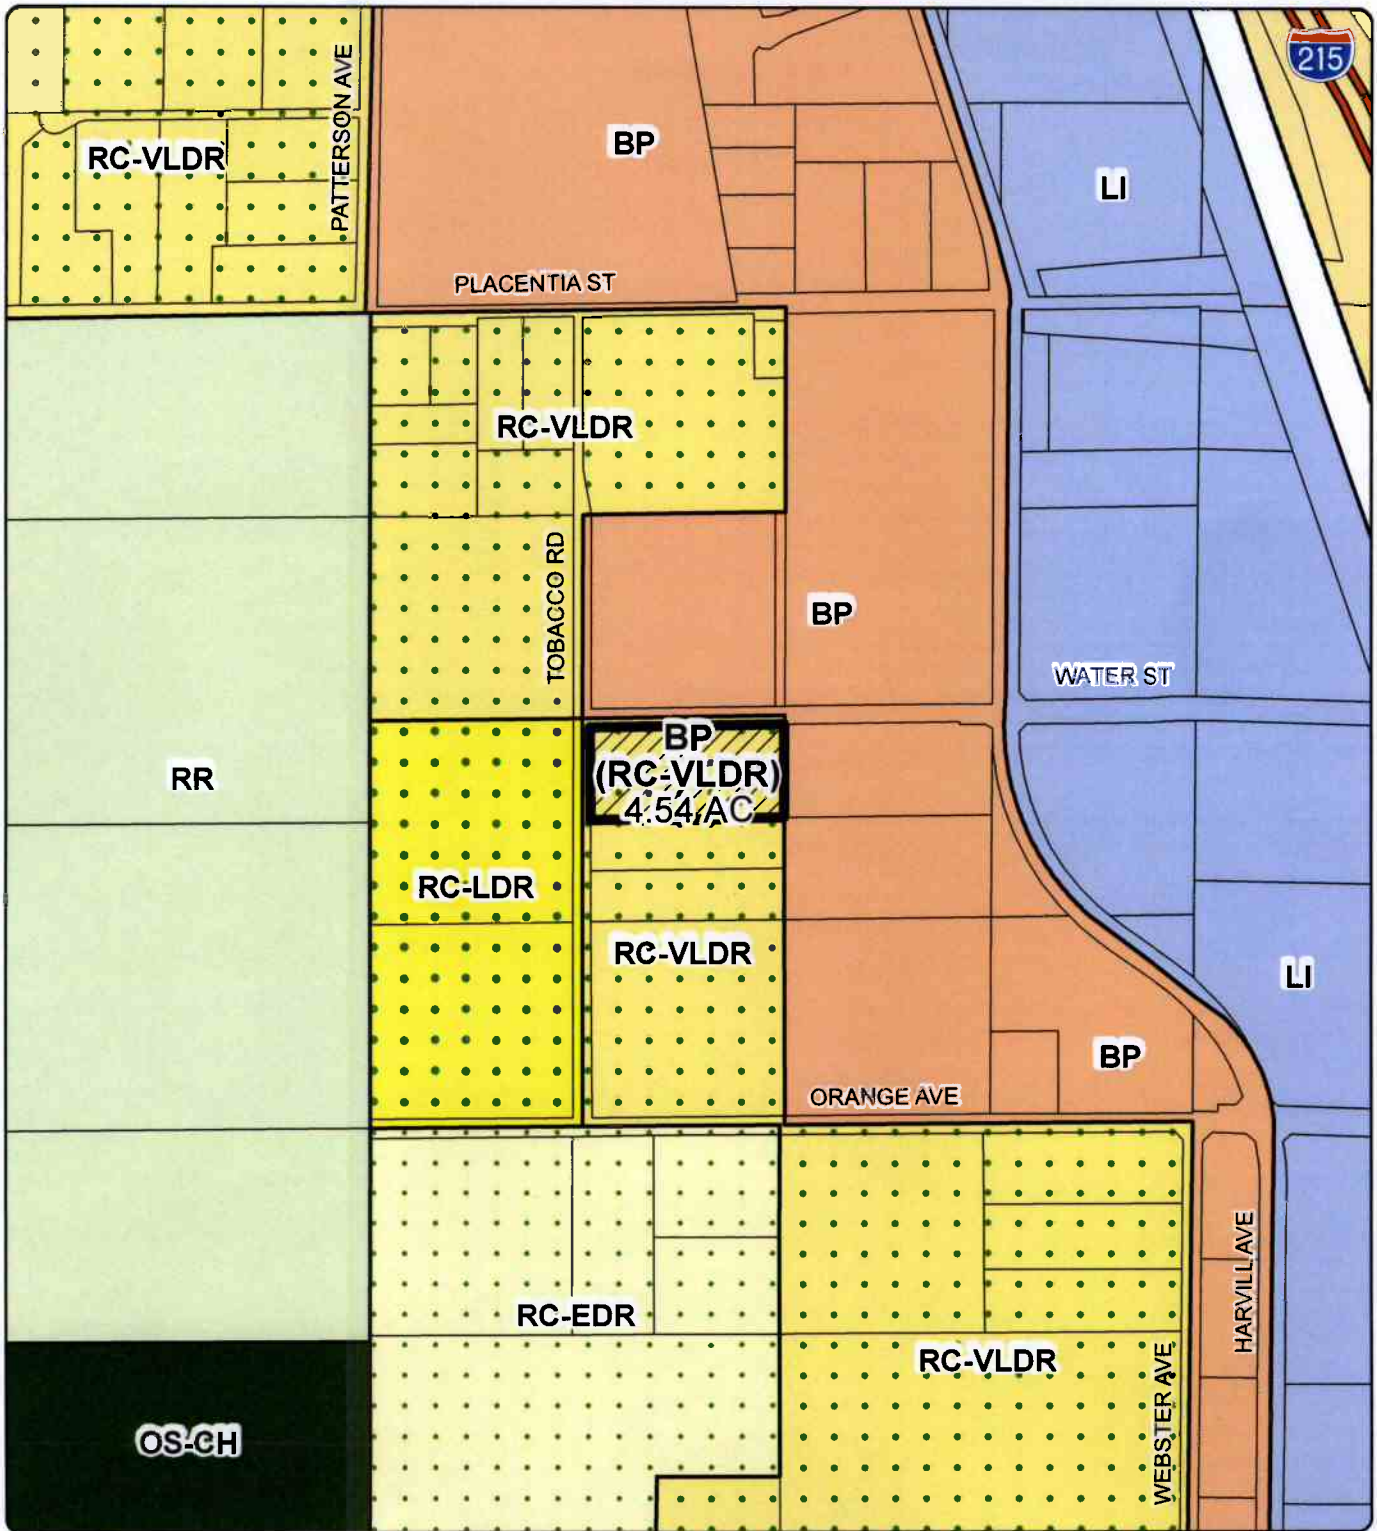 215
PATTERSON AVE
BP
RC-VLDR
LI
PLACENTIA ST
RC-VLDR
TOBACCO RD
BP
WATER ST
BP
(RC-VLDR)
4.54 AC
RR
RC-LDR
RC-VLDR
LI
BP
ORANGE AVE
HARVILL AVE
RC-EDR
RC-VLDR
WEBSTER AVE
OS-CH